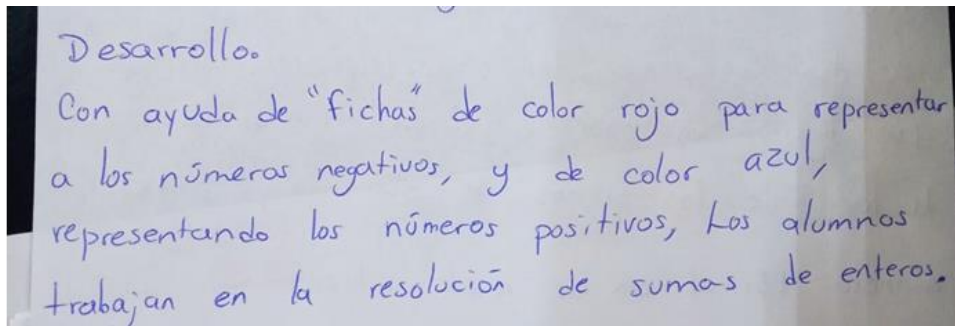 Desarrollo.
Con ayuda de "fichas" de color rojo para representar
a los números negativos, y de color azul,
representando los números positivos, Los alumnos
trabajan en la resolución de sumas de enteros.